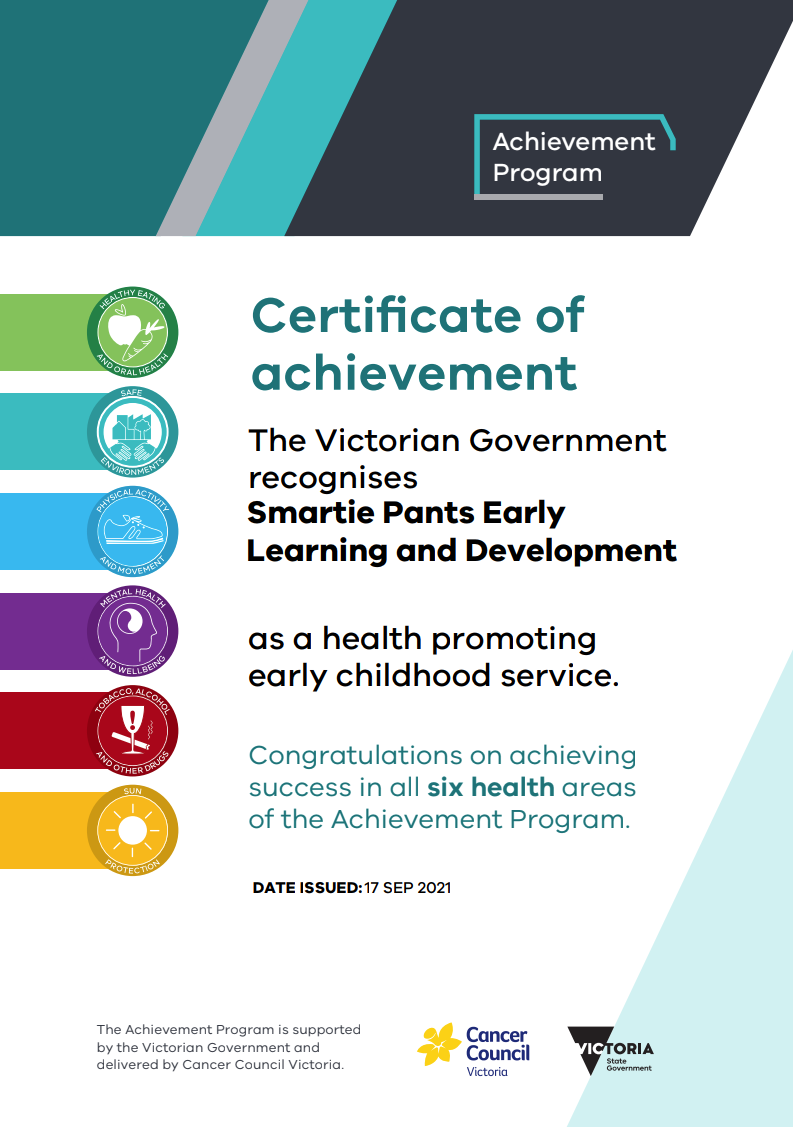 Achievement
Program
HEALTHY EATING
AND ORAL HEALTH
SAFE
ENVIRONMENTS
PHYSICAL ACTIVITY
AND MOVEMENT
MENTAL HEALTH
AND WELLBEING
TOBACCO, ALCOHOL
AND OTHER DRUGS
SUN
PROTECTION
Certificate of
achievement
The Victorian Government
recognises
Smartie Pants Early
Learning and Development
as a health promoting
early childhood service.
Congratulations on achieving
success in all six health areas
of the Achievement Program.
DATE ISSUED: 17 SEP 2021
The Achievement Program is supported
by the Victorian Government and
delivered by Cancer Council Victoria.
Cancer
Council
Victoria
VICTORIA
State
Government